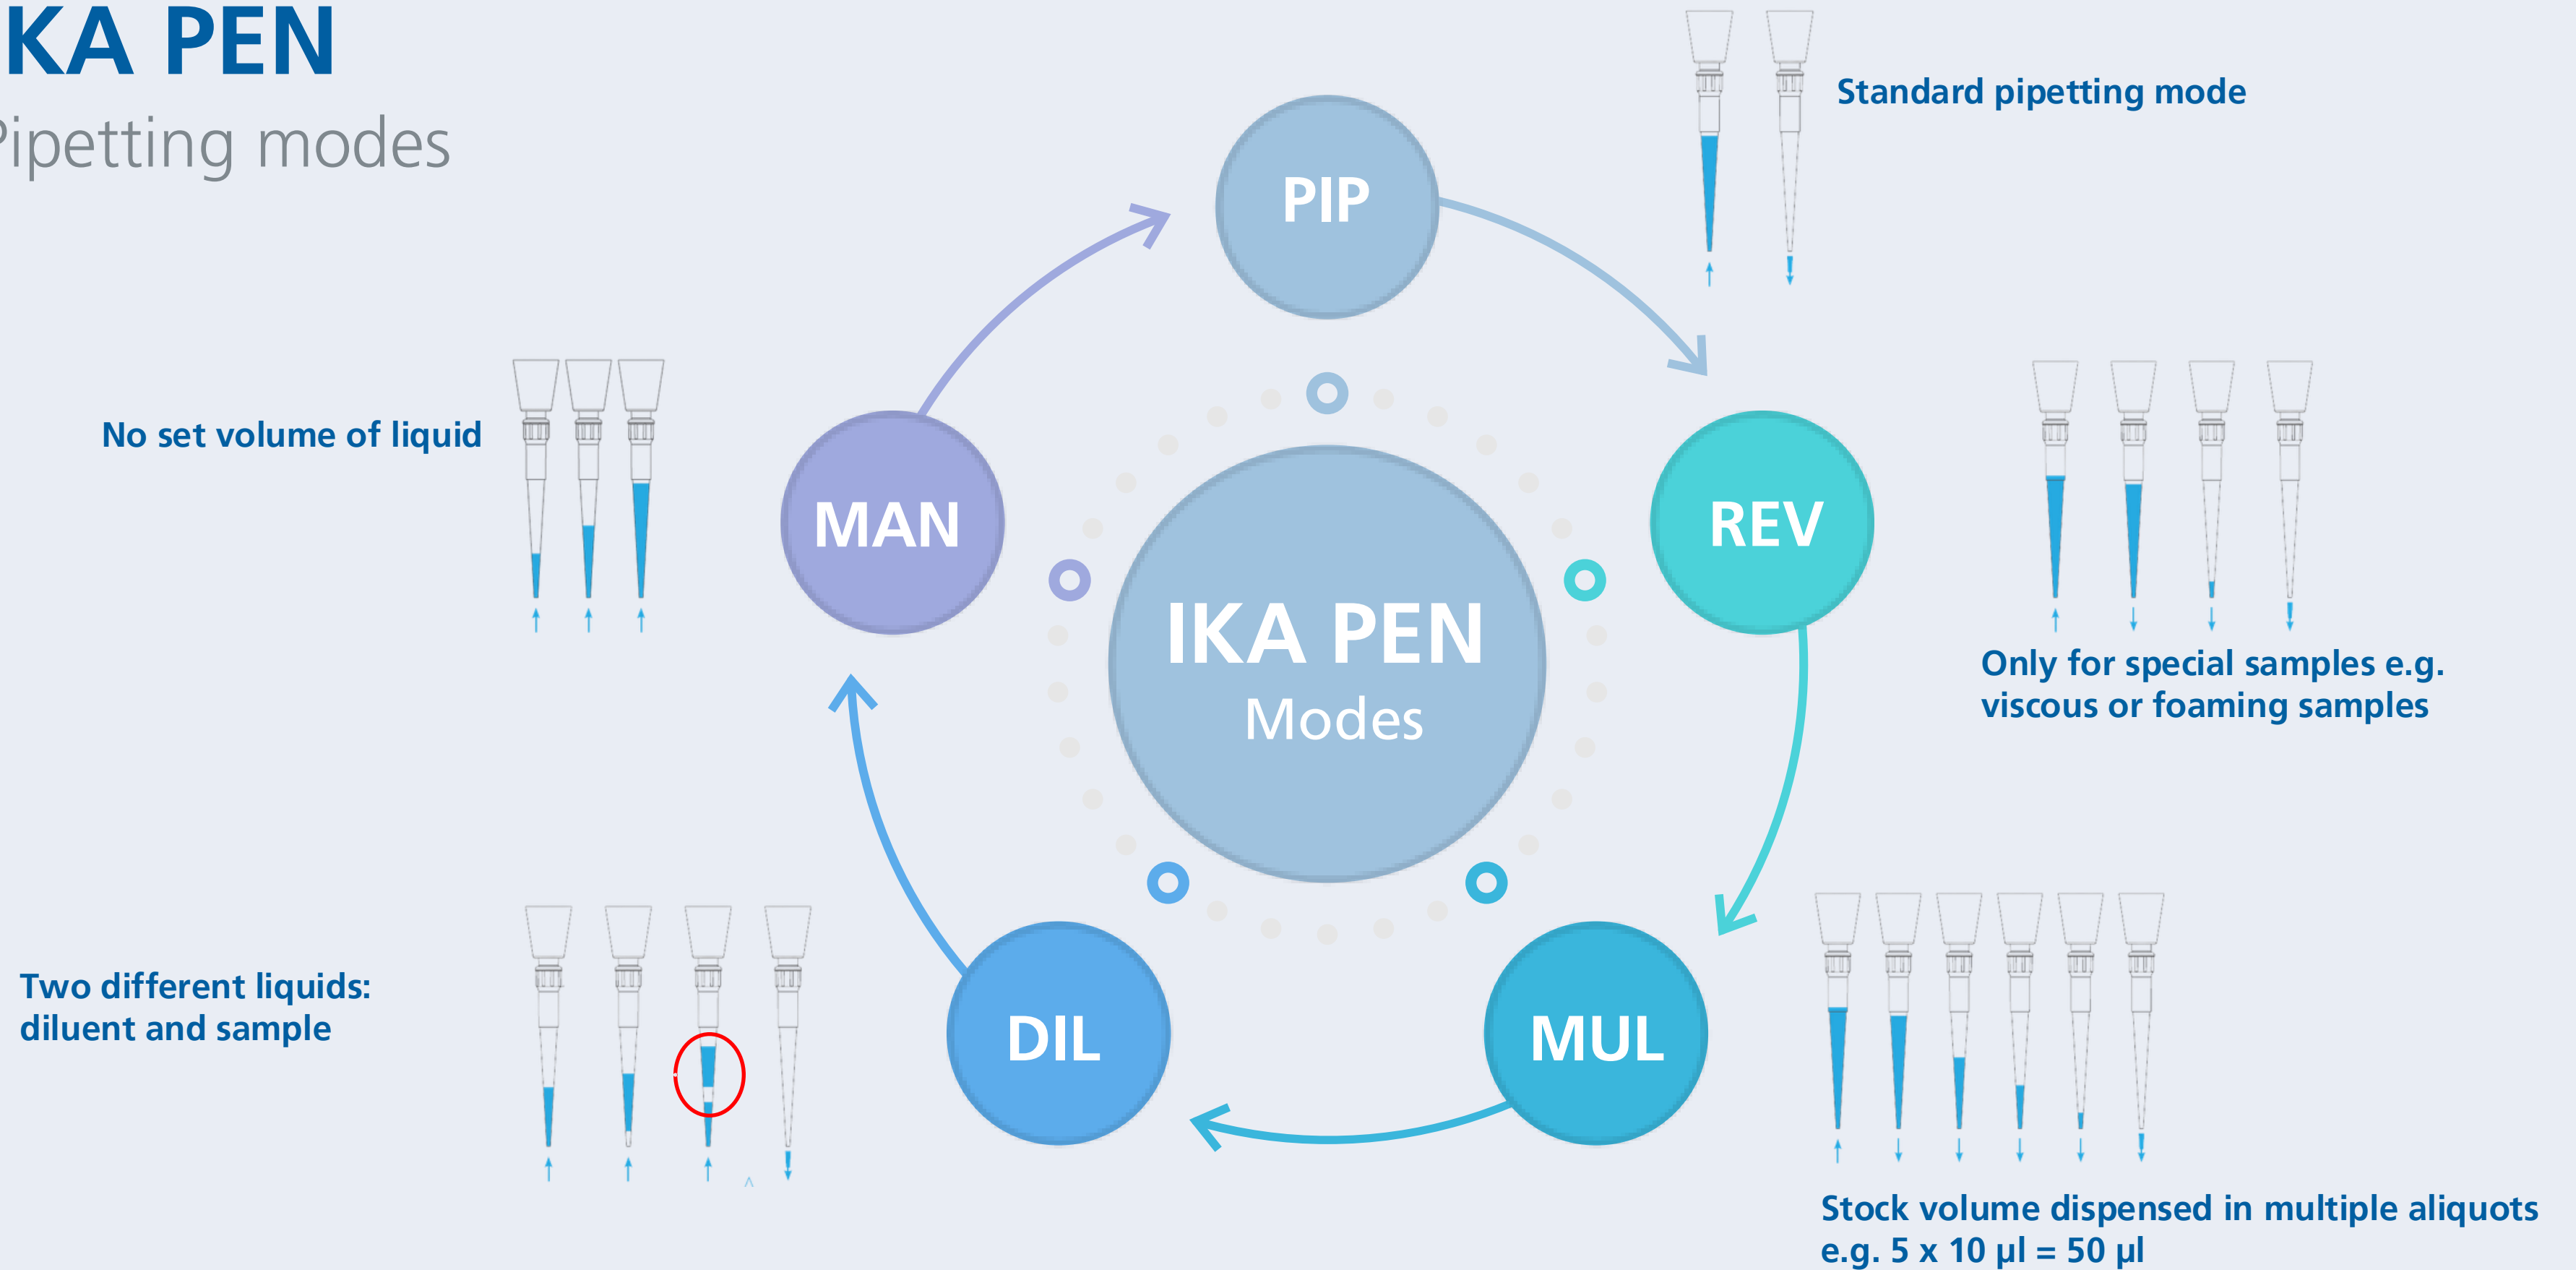 KA PEN
Pipetting modes
Standard pipetting mode
PIP
No set volume of liquid
MAN
REV
IKA PEN
Modes
Only for special samples e.g.
viscous or foaming samples
Two different liquids:
diluent and sample
DIL
MUL
Stock volume dispensed in multiple aliquots
e.g. 5 x 10 µl = 50 µl